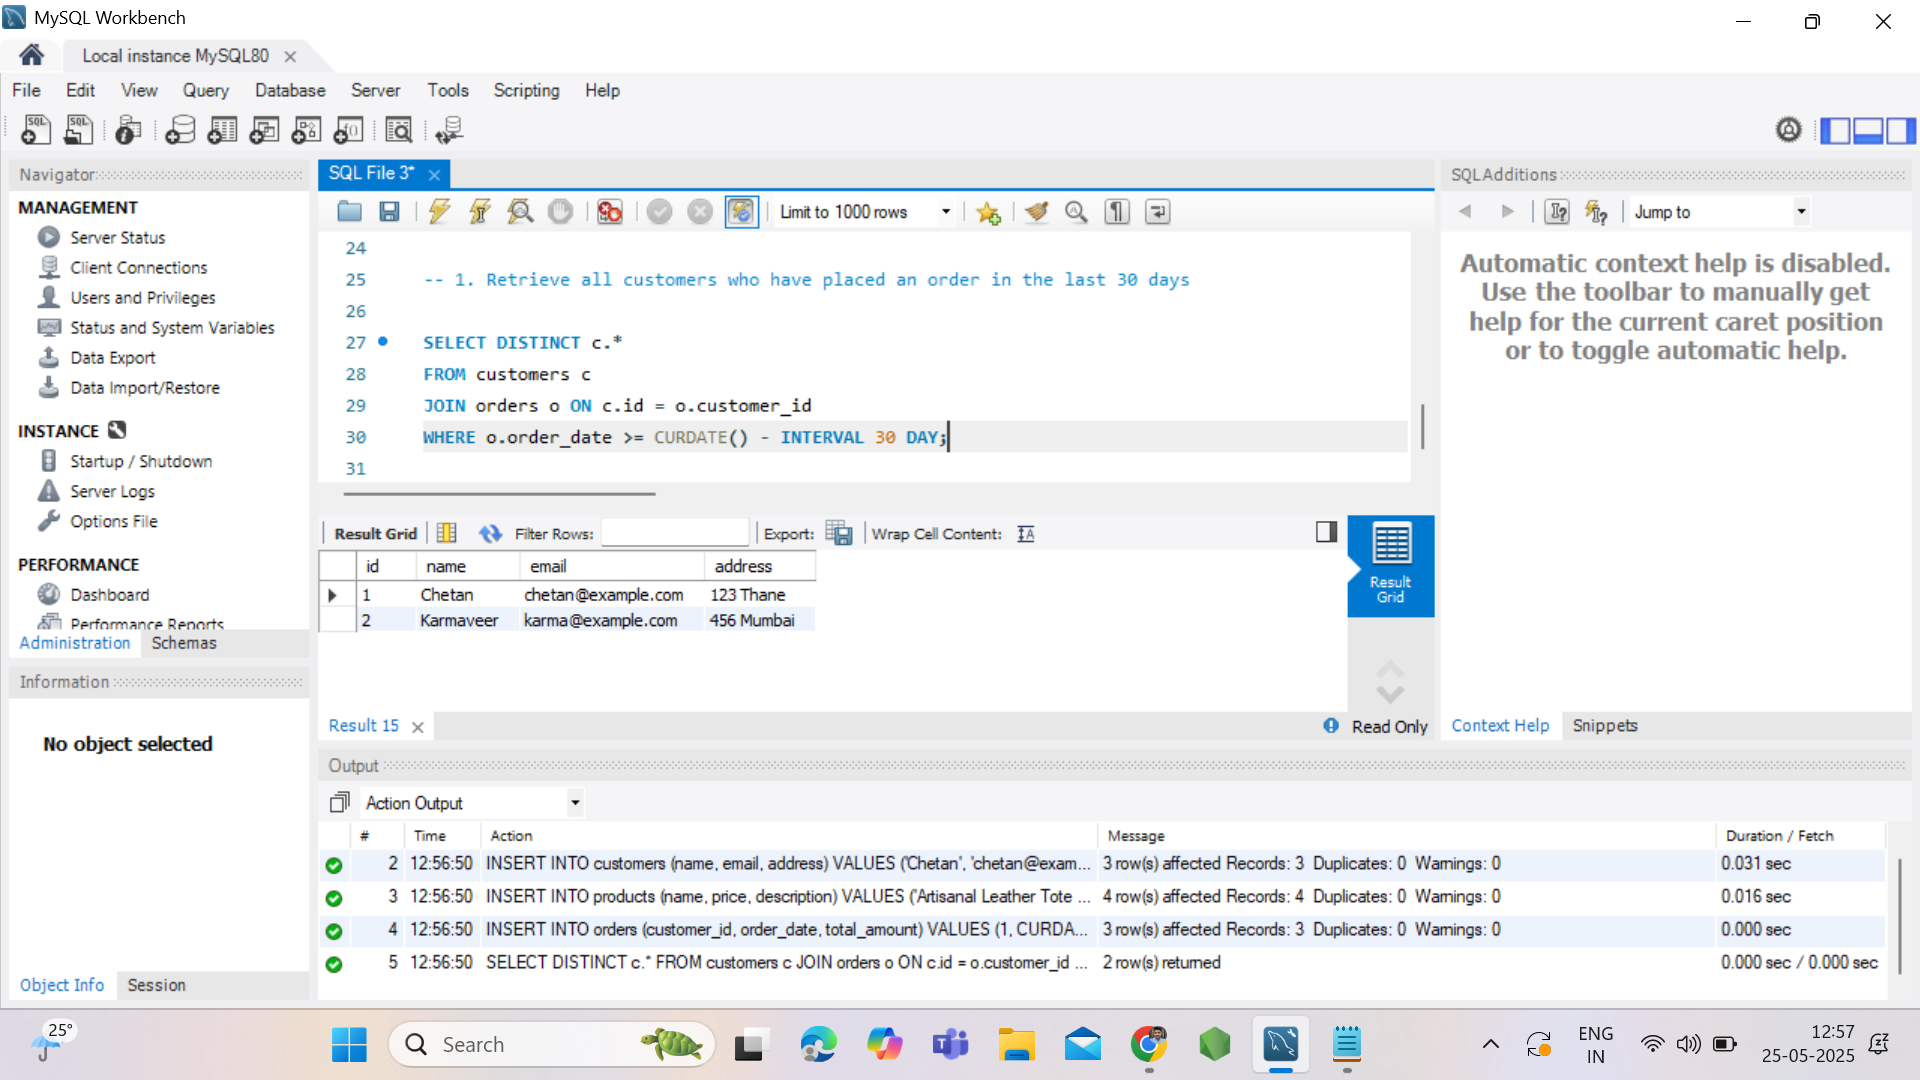 MySQL Workbench
Local instance MySQL80
File Edit View Query Database Server Tools Scripting Help
Navigator
MANAGEMENT
Server Status
Client Connections
Users and Privileges
Status and System Variables
Data Export
Data Import/Restore
INSTANCE
Startup / Shutdown
Server Logs
Options File
PERFORMANCE
Dashboard
Performance Reports
Administration Schemas
Information
No object selected
Object Info Session
SQL File 3*
Limit to 1000 rows
24
25 -- 1. Retrieve all customers who have placed an order in the last 30 days
26
27 SELECT DISTINCT c.*
28 FROM customers c
29 JOIN orders o ON c.id = o.customer_id
30 WHERE o.order_date >= CURDATE() - INTERVAL 30 DAY;
31
Result Grid Filter Rows: Export: Wrap Cell Content:
id name email address
1 Chetan chetan@example.com 123 Thane
2 Karmaveer karma@example.com 456 Mumbai
Result
Grid
Result 15 Read Only
SQLAdditions
Jump to
Automatic context help is disabled.
Use the toolbar to manually get
help for the current caret position
or to toggle automatic help.
Context Help Snippets
Output
Action Output
# Time Action Message Duration / Fetch
2 12:56:50 INSERT INTO customers (name, email, address) VALUES ('Chetan', 'chetan@exam... 3 row(s) affected Records: 3 Duplicates: 0 Warnings: 0 0.031 sec
3 12:56:50 INSERT INTO products (name, price, description) VALUES ('Artisanal Leather Tote ... 4 row(s) affected Records: 4 Duplicates: 0 Warnings: 0 0.016 sec
4 12:56:50 INSERT INTO orders (customer_id, order_date, total_amount) VALUES (1, CURDA... 3 row(s) affected Records: 3 Duplicates: 0 Warnings: 0 0.000 sec
5 12:56:50 SELECT DISTINCT c.* FROM customers c JOIN orders o ON c.id = o.customer_id ... 2 row(s) returned 0.000 sec / 0.000 sec
25°
Search
ENG
IN
12:57
25-05-2025